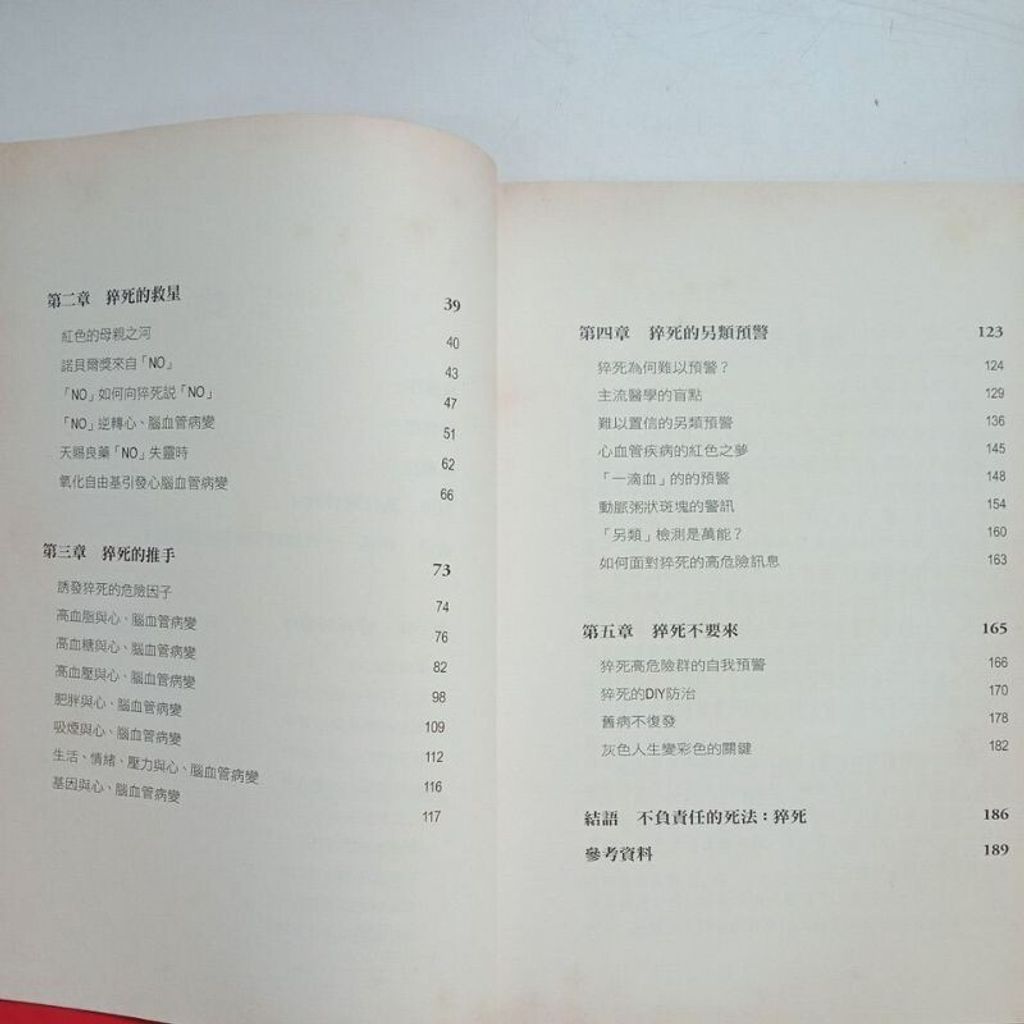 第二章 猝死的救星 39
紅色的母親之河 40
諾貝爾獎來自「NO」 43
「NO」如何向猝死説「NO」 47
「NO」逆轉心、腦血管病變 51
天賜良藥「NO」失靈時 62
氧化自由基引發心腦血管病變 66
第三章 猝死的推手 73
誘發猝死的危險因子 74
高血脂與心、腦血管病變 76
高血糖與心、腦血管病變 82
高血壓與心、腦血管病變 98
肥胖與心、腦血管病變 109
吸煙與心、腦血管病變 112
生活、情緒、壓力與心、腦血管病變 116
基因與心、腦血管病變 117
第四章 猝死的另類預警 123
猝死為何難以預警？ 124
主流醫學的盲點 129
難以置信的另類預警 136
心血管疾病的紅色之夢 145
「一滴血」的的預警 148
動脈粥狀斑塊的警訊 154
「另類」檢測是萬能？ 160
如何面對猝死的高危險訊息 163
第五章 猝死不要來 165
猝死高危險群的自我預警 166
猝死的DIY防治 170
舊病不復發 178
灰色人生變彩色的關鍵 182
結語 不負責任的死法：猝死 186
參考資料 189